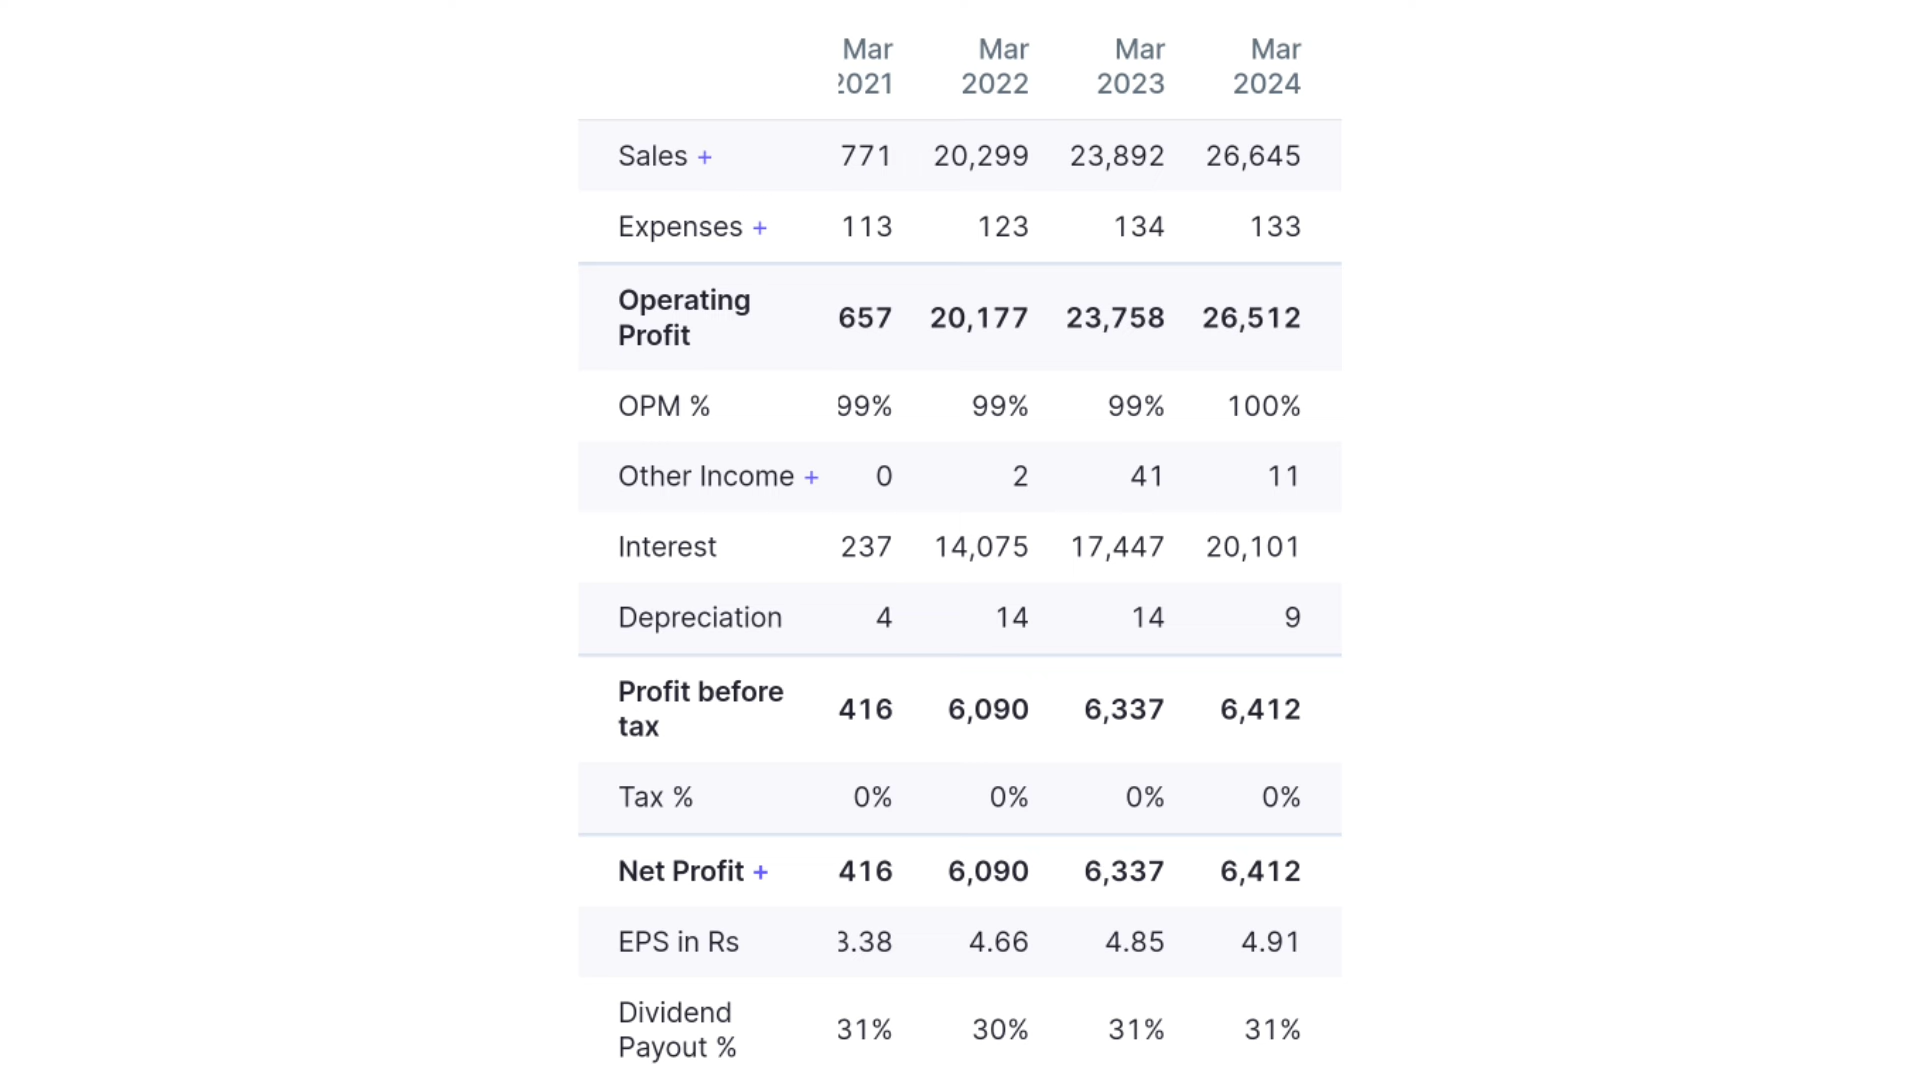 Mar Mar Mar Mar
2021 2022 2023 2024
Sales + 771 20,299 23,892 26,645
Expenses + 113 123 134 133
Operating Profit 657 20,177 23,758 26,512
OPM % 99% 99% 99% 100%
Other Income + 0 2 41 11
Interest 237 14,075 17,447 20,101
Depreciation 4 14 14 9
Profit before tax 416 6,090 6,337 6,412
Tax % 0% 0% 0% 0%
Net Profit + 416 6,090 6,337 6,412
EPS in Rs 3.38 4.66 4.85 4.91
Dividend Payout % 31% 30% 31% 31%